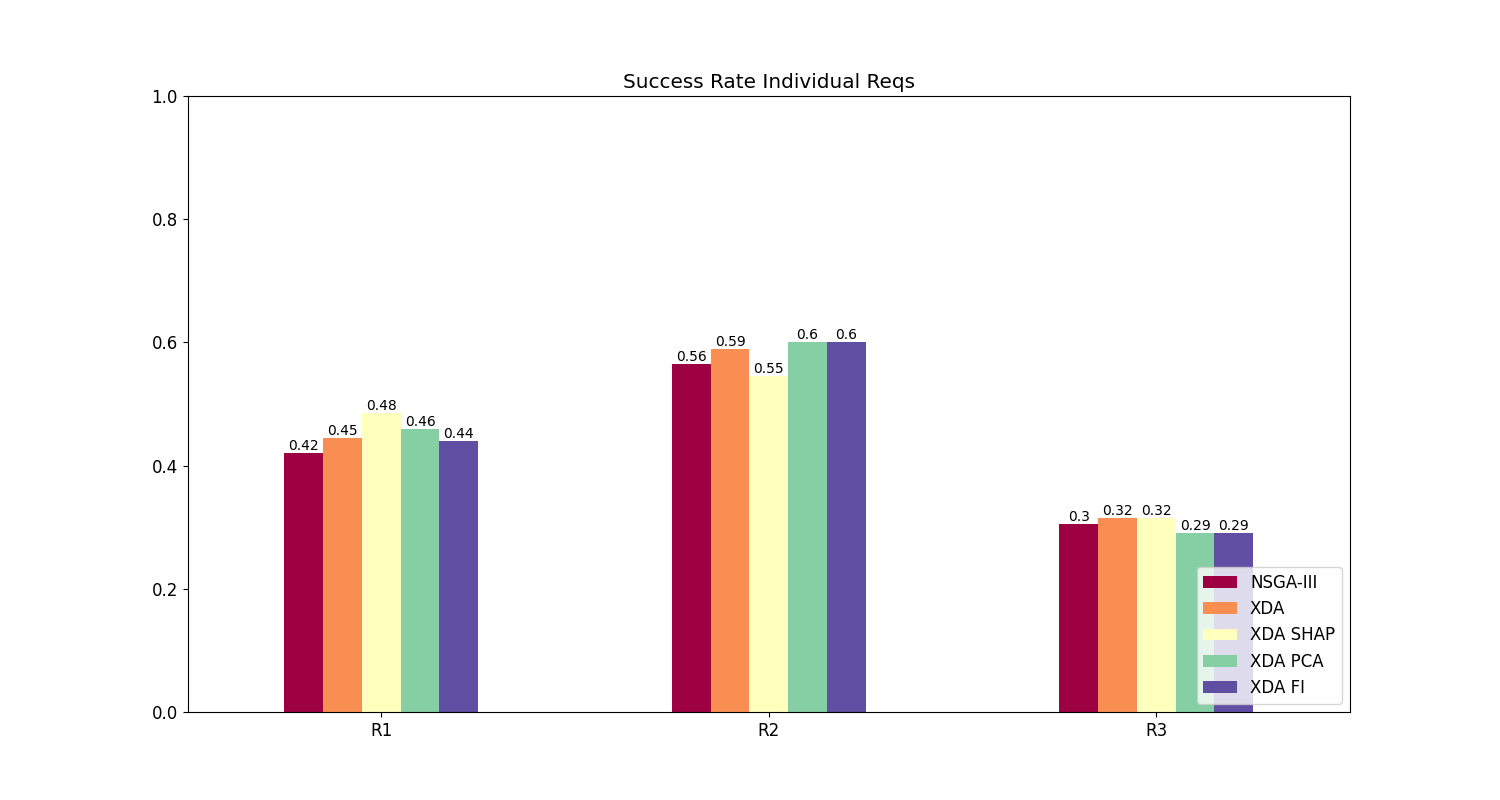 Success Rate Individual Reqs
1.0
0.8
0.6
0.4
0.2
0.0
0.42 0.45 0.48 0.46 0.44
0.56 0.59 0.55 0.6 0.6
0.3 0.32 0.32 0.29 0.29
R1 R2 R3
NSGA-III
XDA
XDA SHAP
XDA PCA
XDA FI